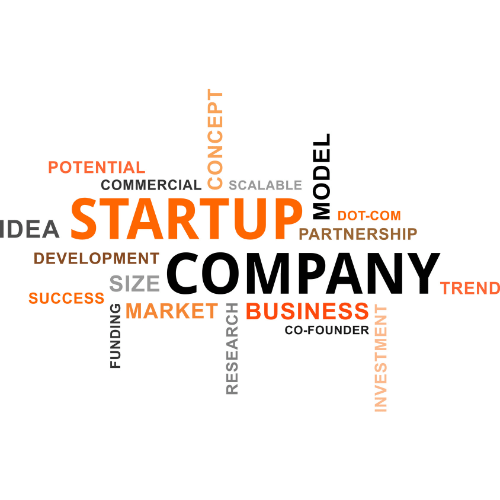 CONCEPT
MODEL
POTENTIAL
COMMERCIAL
SCALABLE
IDEA
STARTUP
DOT-COM
PARTNERSHIP
DEVELOPMENT
COMPANY
SIZE
TREND
SUCCESS
FUNDING
MARKET
RESEARCH
BUSINESS
CO-FOUNDER
INVESTMENT